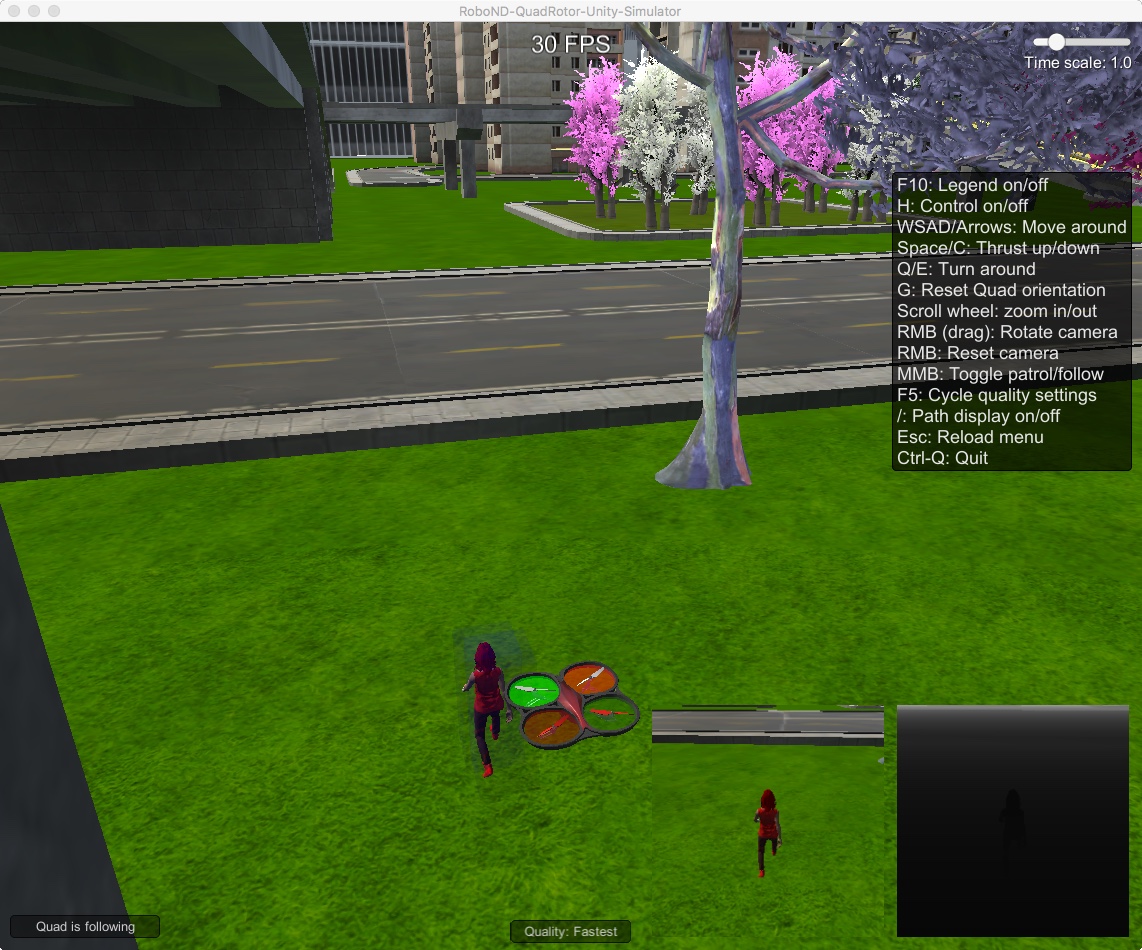 RoboND-QuadRotor-Unity-Simulator
30 FPS
Time scale: 1.0
F10: Legend on/off
H: Control on/off
WSAD/Arrows: Move around
Space/C: Thrust up/down
Q/E: Turn around
G: Reset Quad orientation
Scroll wheel: zoom in/out
RMB (drag): Rotate camera
RMB: Reset camera
MMB: Toggle patrol/follow
F5: Cycle quality settings
/: Path display on/off
Esc: Reload menu
Ctrl-Q: Quit
Quad is following
Quality: Fastest